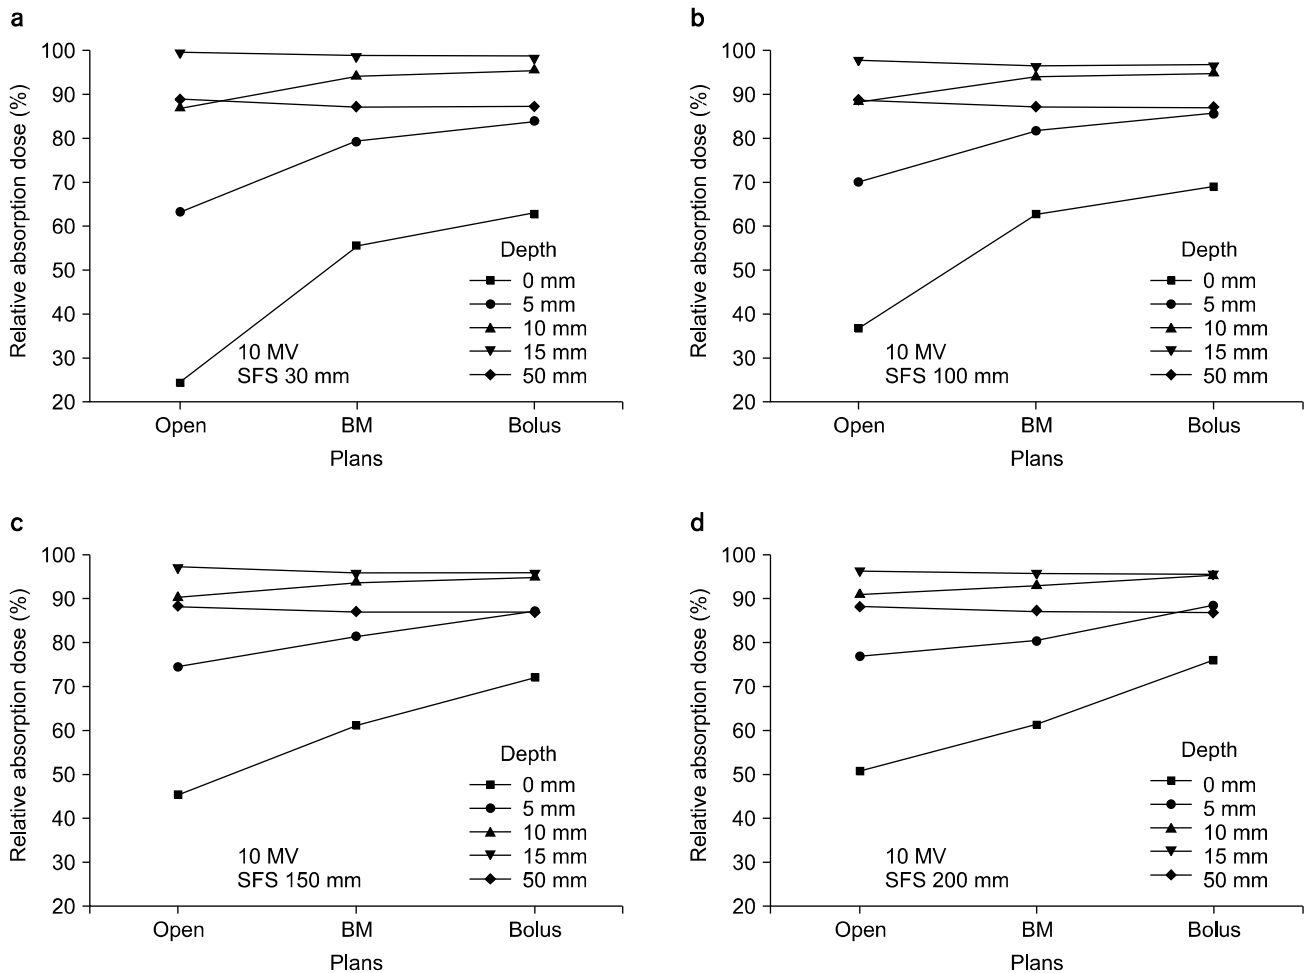 a
Relative absorption dose (%)
100
90
80
70
60
50
40
30
20
Depth
0 mm
5 mm
10 mm
15 mm
50 mm
10 MV
SFS 30 mm
Open BM Bolus
Plans
b
Relative absorption dose (%)
100
90
80
70
60
50
40
30
20
Depth
0 mm
5 mm
10 mm
15 mm
50 mm
10 MV
SFS 100 mm
Open BM Bolus
Plans
c
Relative absorption dose (%)
100
90
80
70
60
50
40
30
20
Depth
0 mm
5 mm
10 mm
15 mm
50 mm
10 MV
SFS 150 mm
Open BM Bolus
Plans
d
Relative absorption dose (%)
100
90
80
70
60
50
40
30
20
Depth
0 mm
5 mm
10 mm
15 mm
50 mm
10 MV
SFS 200 mm
Open BM Bolus
Plans